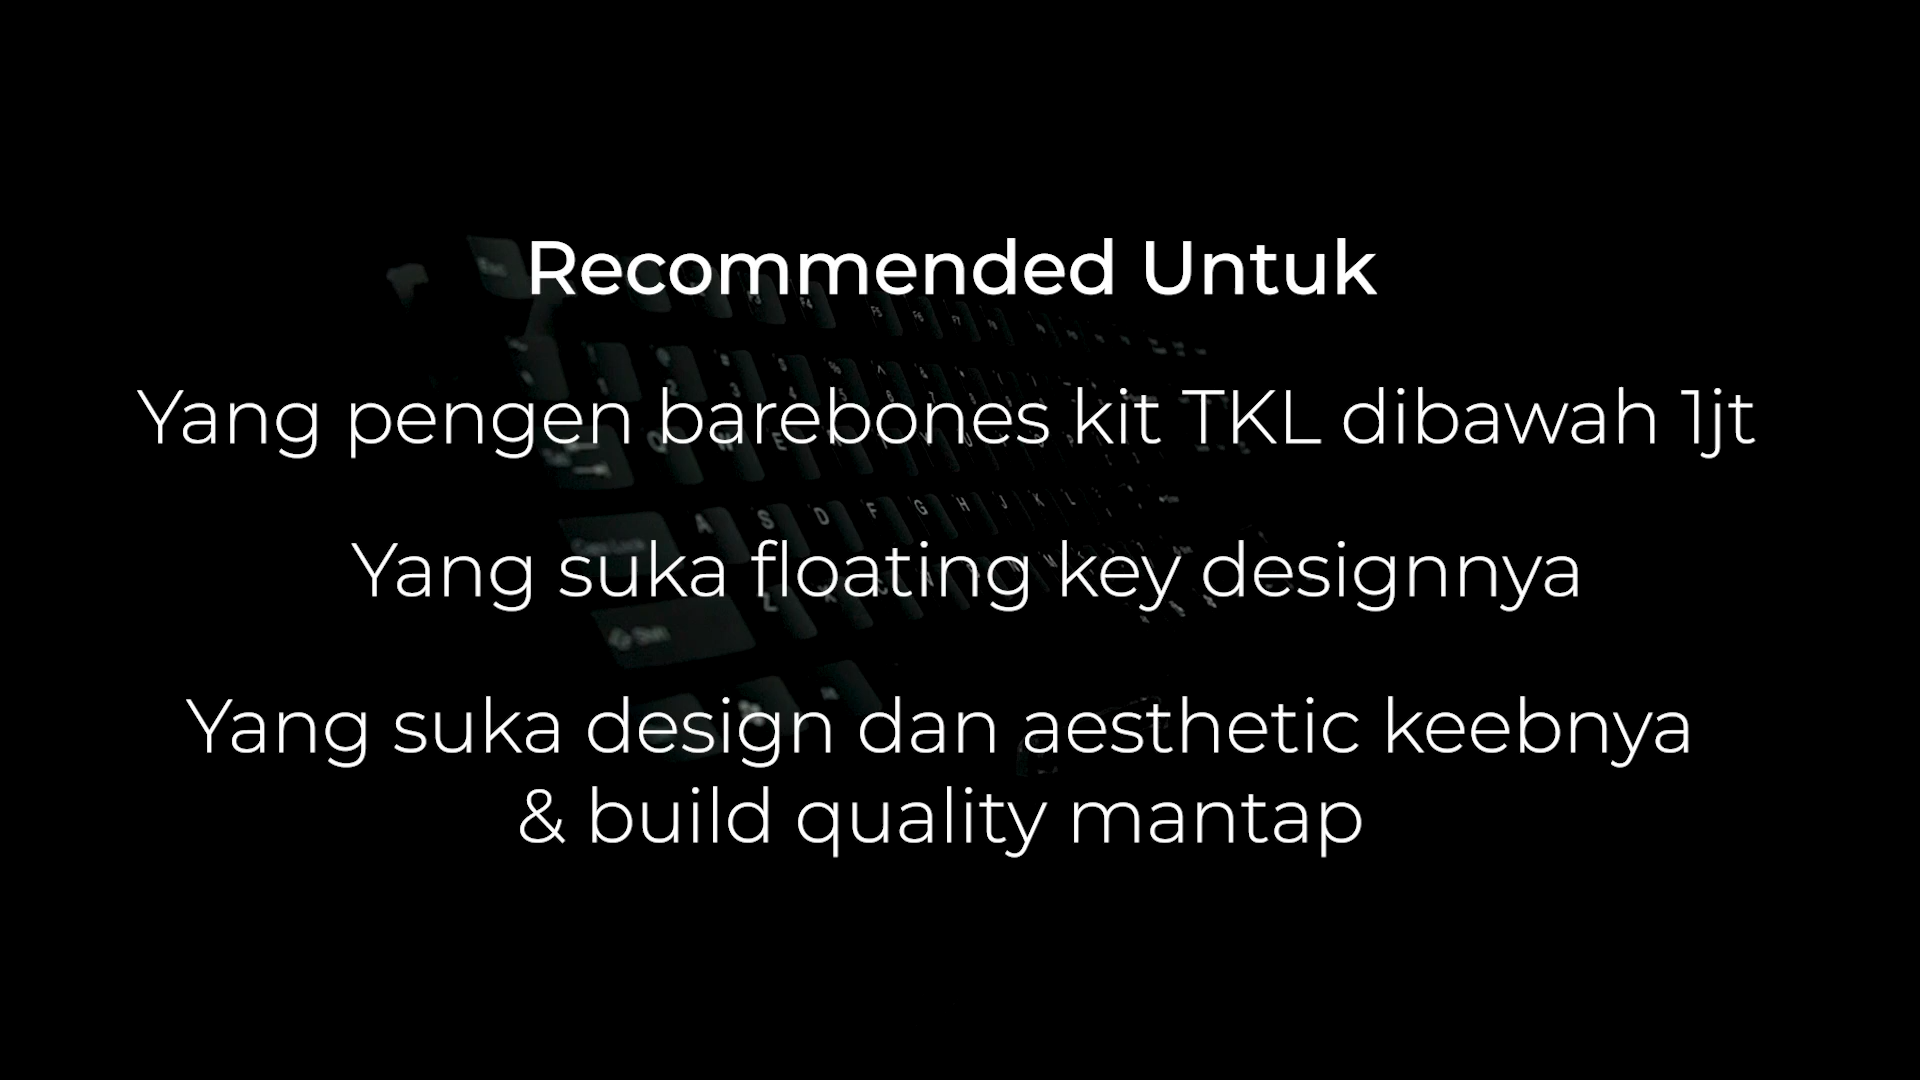 Recommended Untuk
Yang pengen barebones kit TKL dibawah 1jt
Yang suka floating key designnya
Yang suka design dan aesthetic keebnya
& build quality mantap